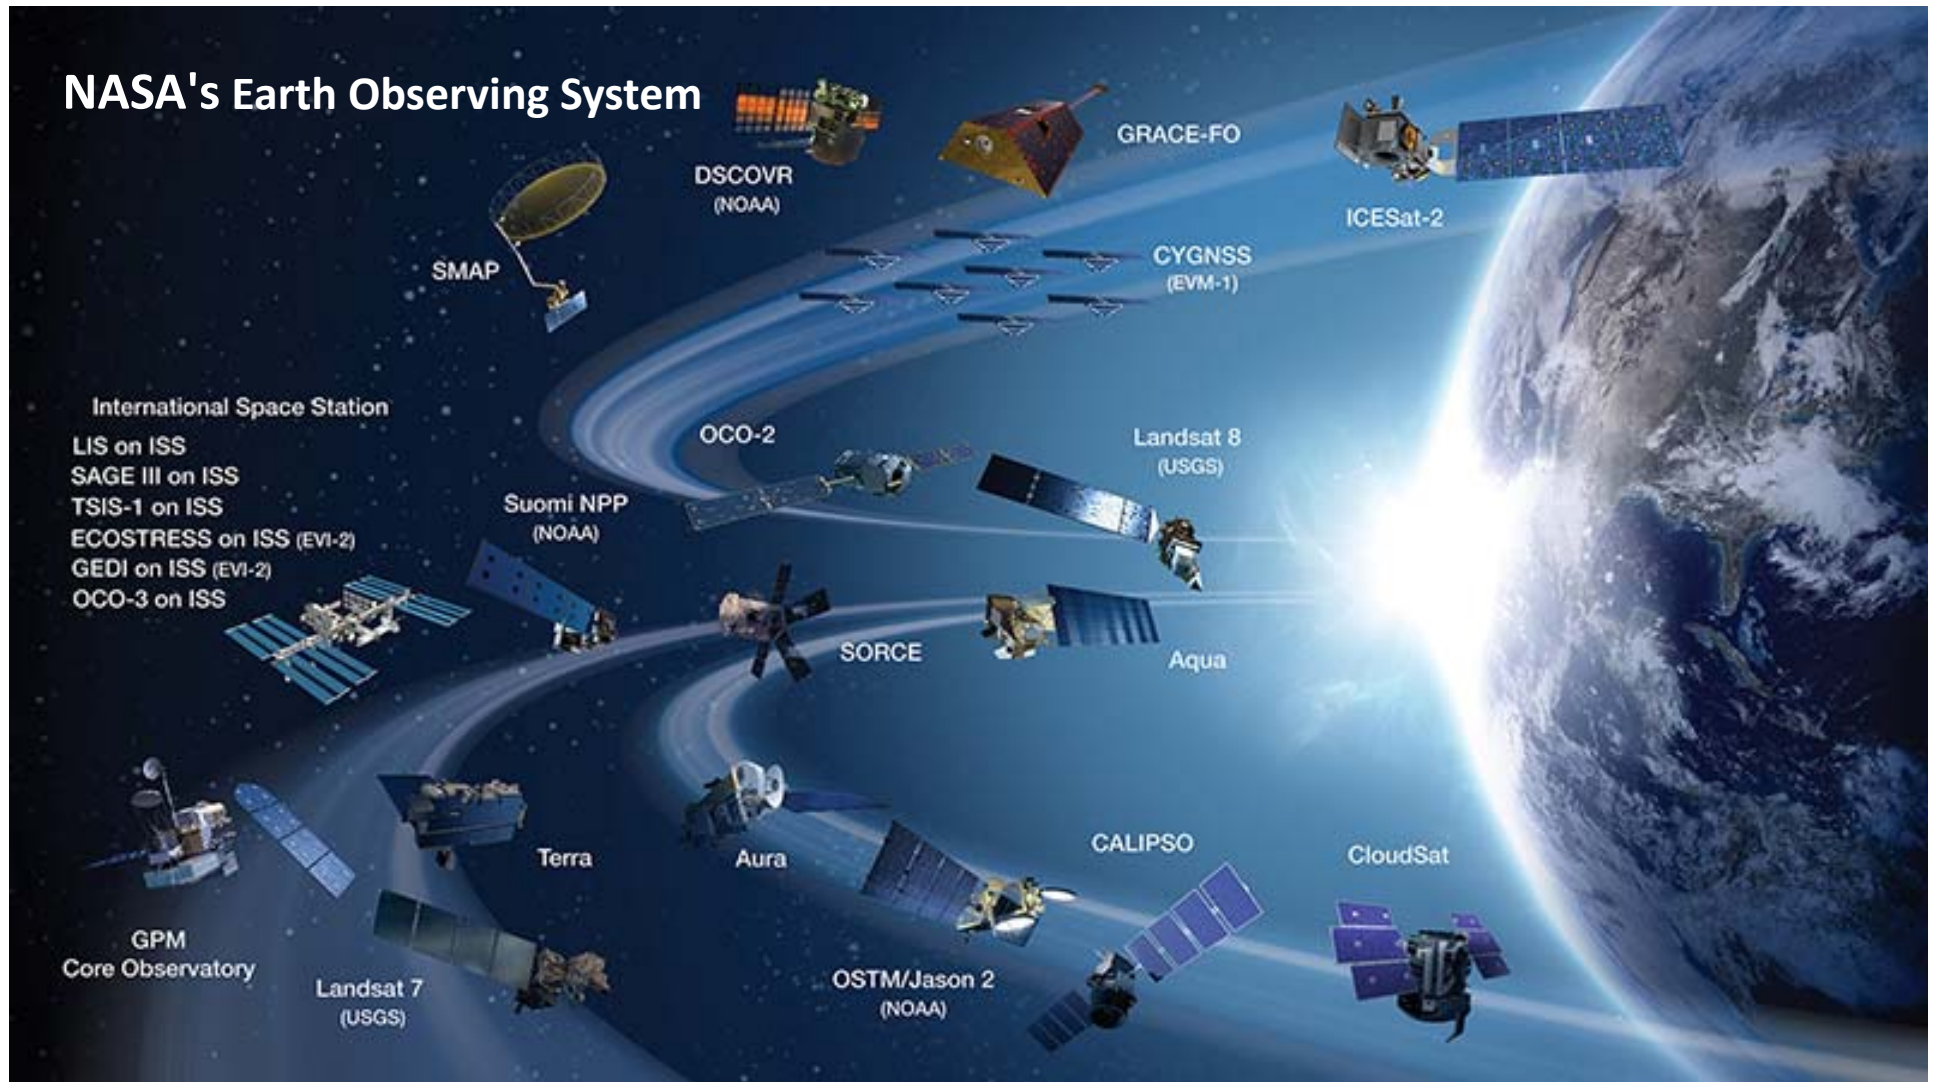 NASA's Earth Observing System
DSCOVR
(NOAA)
GRACE-FO
ICESat-2
SMAP
CYGNSS
(EVM-1)
International Space Station
LIS on ISS
SAGE III on ISS
TSIS-1 on ISS
ECOSTRESS on ISS (EVI-2)
GEDI on ISS (EVI-2)
OCO-3 on ISS
OCO-2
Landsat 8
(USGS)
Suomi NPP
(NOAA)
SORCE
Aqua
Terra
Aura
CALIPSO
CloudSat
GPM
Core Observatory
Landsat 7
(USGS)
OSTM/Jason 2
(NOAA)